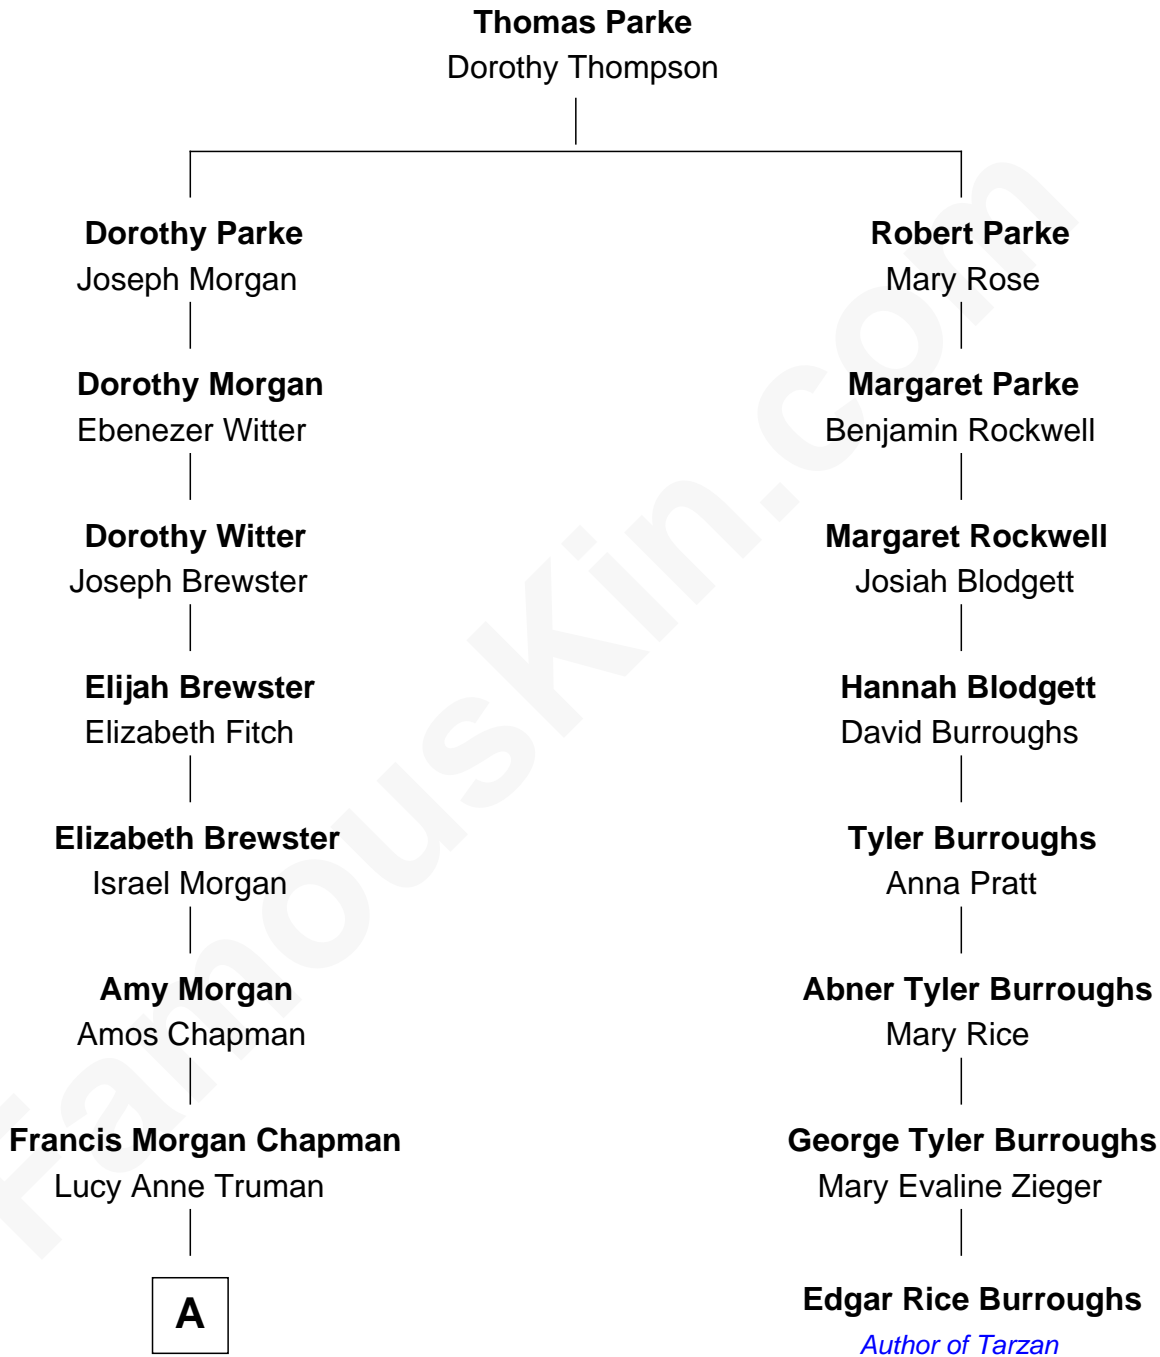 Thomas Parke
Dorothy Thompson
Dorothy Parke
Joseph Morgan
Robert Parke
Mary Rose
Dorothy Morgan
Ebenezer Witter
Margaret Parke
Benjamin Rockwell
Dorothy Witter
Joseph Brewster
Margaret Rockwell
Josiah Blodgett
Elijah Brewster
Elizabeth Fitch
Hannah Blodgett
David Burroughs
Elizabeth Brewster
Israel Morgan
Tyler Burroughs
Anna Pratt
Amy Morgan
Amos Chapman
Abner Tyler Burroughs
Mary Rice
Francis Morgan Chapman
Lucy Anne Truman
George Tyler Burroughs
Mary Evaline Zieger
A
Edgar Rice Burroughs
Author of Tarzan
FamousKin.com